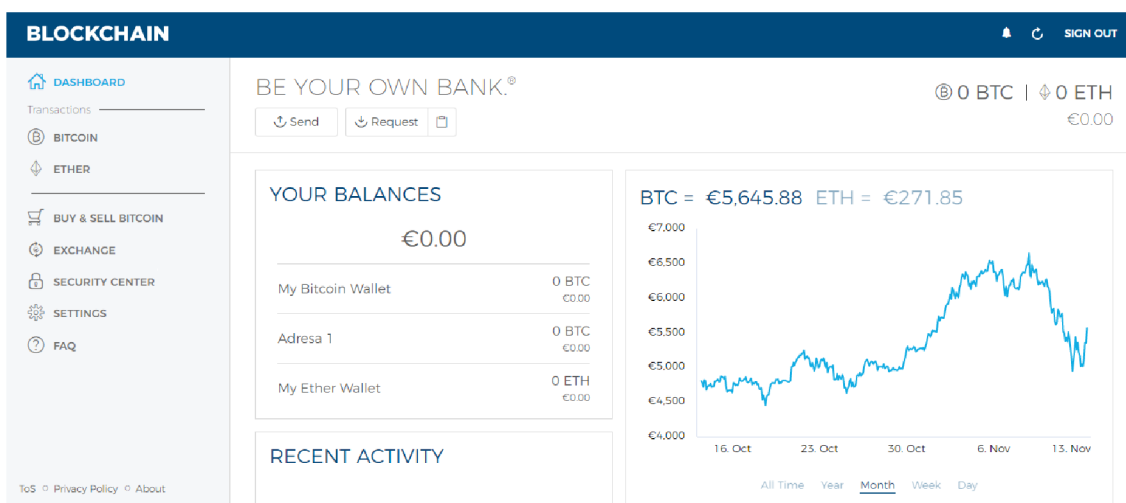 BLOCKCHAIN
SIGN OUT
DASHBOARD
Transactions
BITCOIN
ETHER
BUY & SELL BITCOIN
EXCHANGE
SECURITY CENTER
SETTINGS
FAQ
ToS Privacy Policy About
BE YOUR OWN BANK.®
Send Request
0 BTC | 0 ETH
€0.00
YOUR BALANCES
€0.00
My Bitcoin Wallet 0 BTC
€0.00
Adresa 1 0 BTC
€0.00
My Ether Wallet 0 ETH
€0.00
RECENT ACTIVITY
BTC = €5,645.88 ETH = €271.85
€7,000
€6,500
€6,000
€5,500
€5,000
€4,500
€4,000
16. Oct 23. Oct 30. Oct 6. Nov 13. Nov
All Time Year Month Week Day